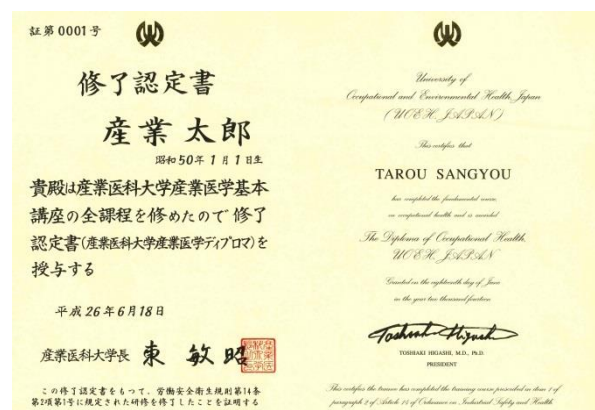 証第0001号
修了認定書
産業太郎
昭和50年1月1日生
貴殿は産業医科大学産業医学基本
講座の全課程を修めたので修了
認定書(産業医科大学産業医学ディプロマ)を
授与する
平成26年6月18日
産業医科大学長 東 敏昭
この修了認定書をもつて、労働安全衛生規則第14条
第2項第1号に規定された研修を修了したことを証明する
University of
Occupational and Environmental Health, Japan
(UOEH, JAPAN)
This certifies that
TAROU SANGYOU
has completed the fundamental course
on occupational health and is awarded
The Diploma of Occupational Health,
UOEH, JAPAN
Granted on the eighteenth day of June
in the year two thousand fourteen
Toshiaki Higashi
TOSHIAKI HIGASHI, M.D., Ph.D.
PRESIDENT
This certifies the trainee has completed the training course prescribed in item 1 of
paragraph 2 of Article 14 of Ordinance on Industrial Safety and Health